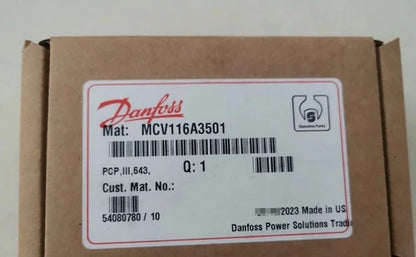 Danfoss
Genuine Parts
Mat: MCV116A3501
PCP,III,643, Q: 1
Cust. Mat. No.:
2023 Made in US
54080780 / 10
Danfoss Power Solutions Tradi